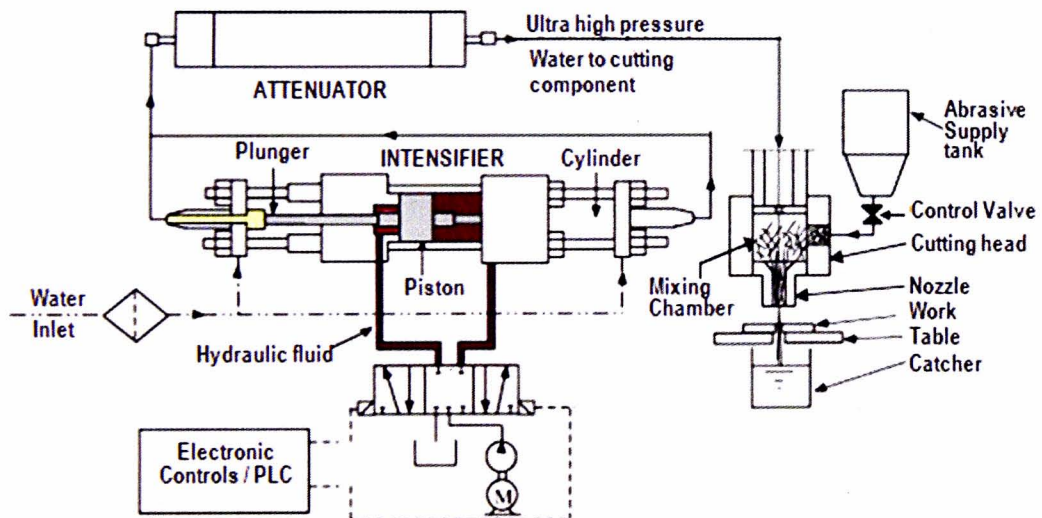 Ultra high pressure
Water to cutting
component
ATTENUATOR
Abrasive
Supply
tank
Plunger
INTENSIFIER
Cylinder
Control Valve
Cutting head
Mixing
Chamber
Nozzle
Piston
Water
Inlet
Work
Table
Hydraulic fluid
Catcher
Electronic
Controls / PLC
M